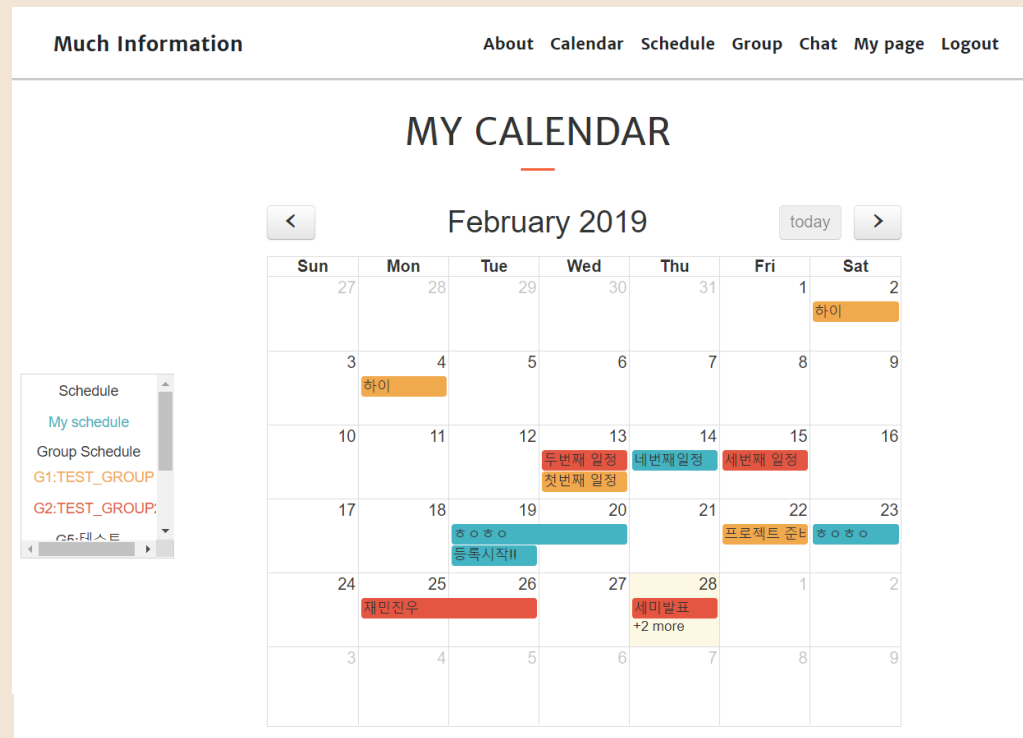 Much Information
About Calendar Schedule Group Chat My page Logout
MY CALENDAR
February 2019
today
Sun Mon Tue Wed Thu Fri Sat
27 28 29 30 31 1 2
하이
3 4 5 6 7 8 9
하이
10 11 12 13 14 15 16
두번째 일정 네번째일정 세번째 일정
첫번째 일정
17 18 19 20 21 22 23
ㅎㅇㅎㅇ 프로젝트 준비 ㅎㅇㅎㅇ
등록시작!!
24 25 26 27 28 1 2
재민진우 세미발표
+2 more
3 4 5 6 7 8 9
Schedule
My schedule
Group Schedule
G1:TEST_GROUP
G2:TEST_GROUP2
G5:테스트